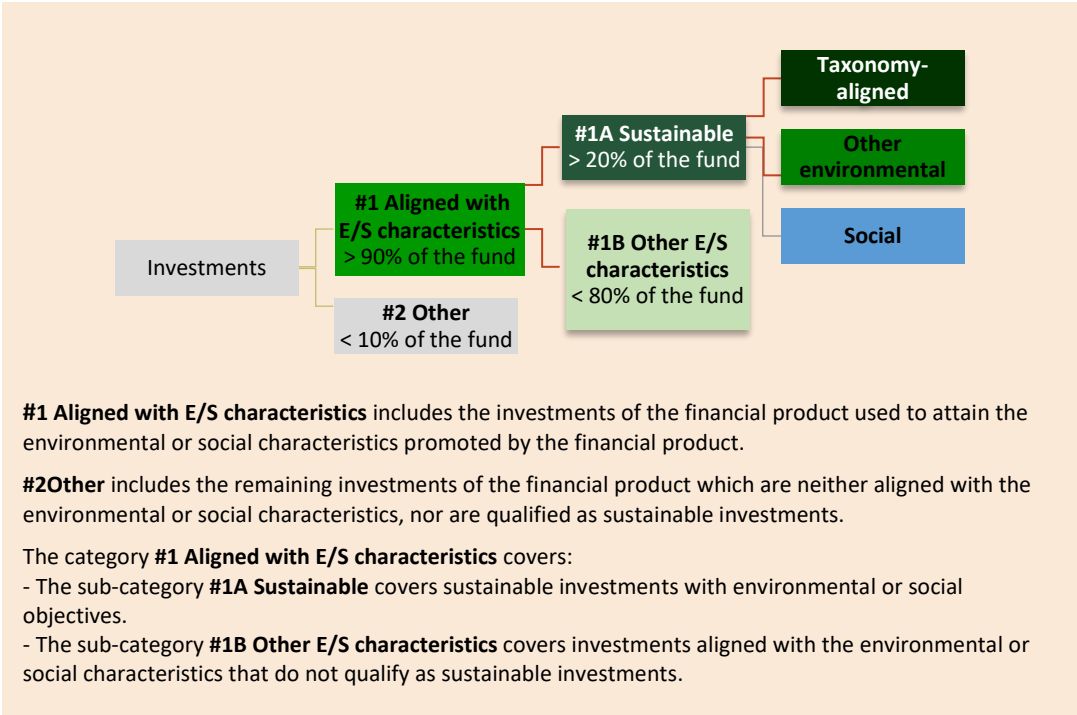 Investments
#1 Aligned with
E/S characteristics
> 90% of the fund
#2 Other
< 10% of the fund
#1A Sustainable
> 20% of the fund
#1B Other E/S
characteristics
< 80% of the fund
Taxonomy-
aligned
Other
environmental
Social
#1 Aligned with E/S characteristics includes the investments of the financial product used to attain the
environmental or social characteristics promoted by the financial product.
#2Other includes the remaining investments of the financial product which are neither aligned with the
environmental or social characteristics, nor are qualified as sustainable investments.
The category #1 Aligned with E/S characteristics covers:
- The sub-category #1A Sustainable covers sustainable investments with environmental or social
objectives.
- The sub-category #1B Other E/S characteristics covers investments aligned with the environmental or
social characteristics that do not qualify as sustainable investments.